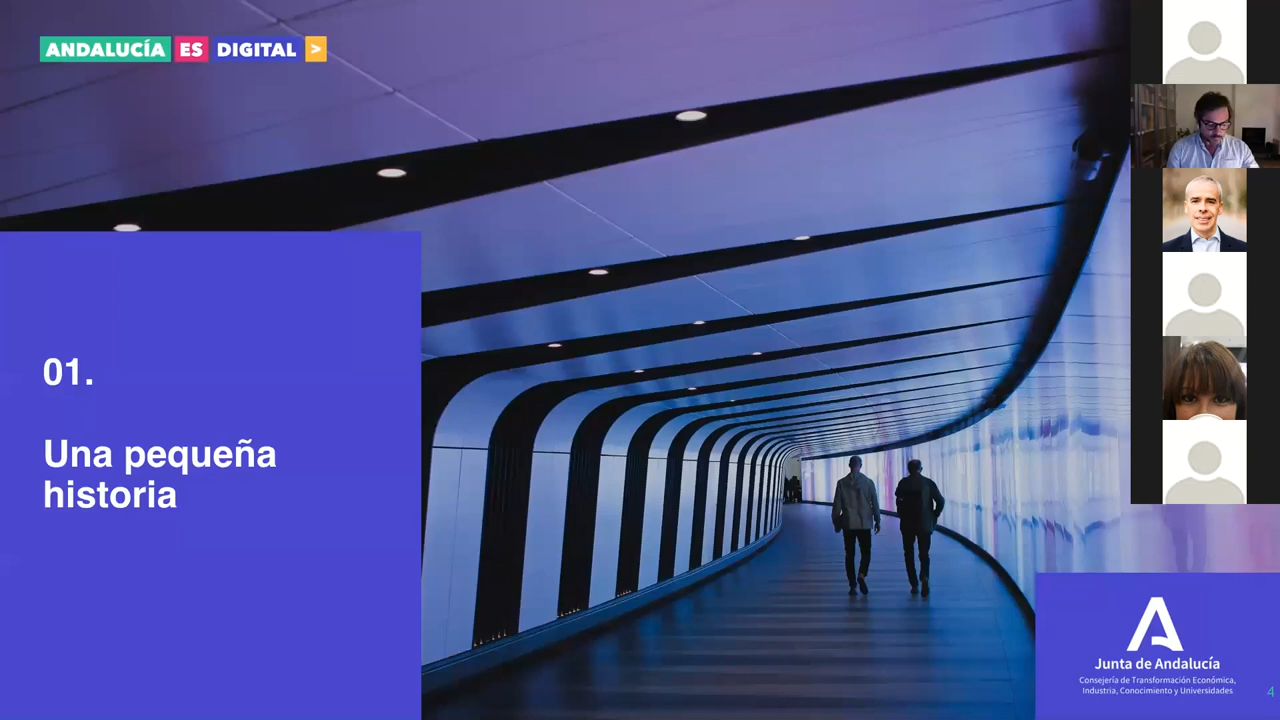 ANDALUCÍA ES DIGITAL >
01.
Una pequeña
historia
Junta de Andalucía
Consejería de Transformación Económica,
Industria, Conocimiento y Universidades
4